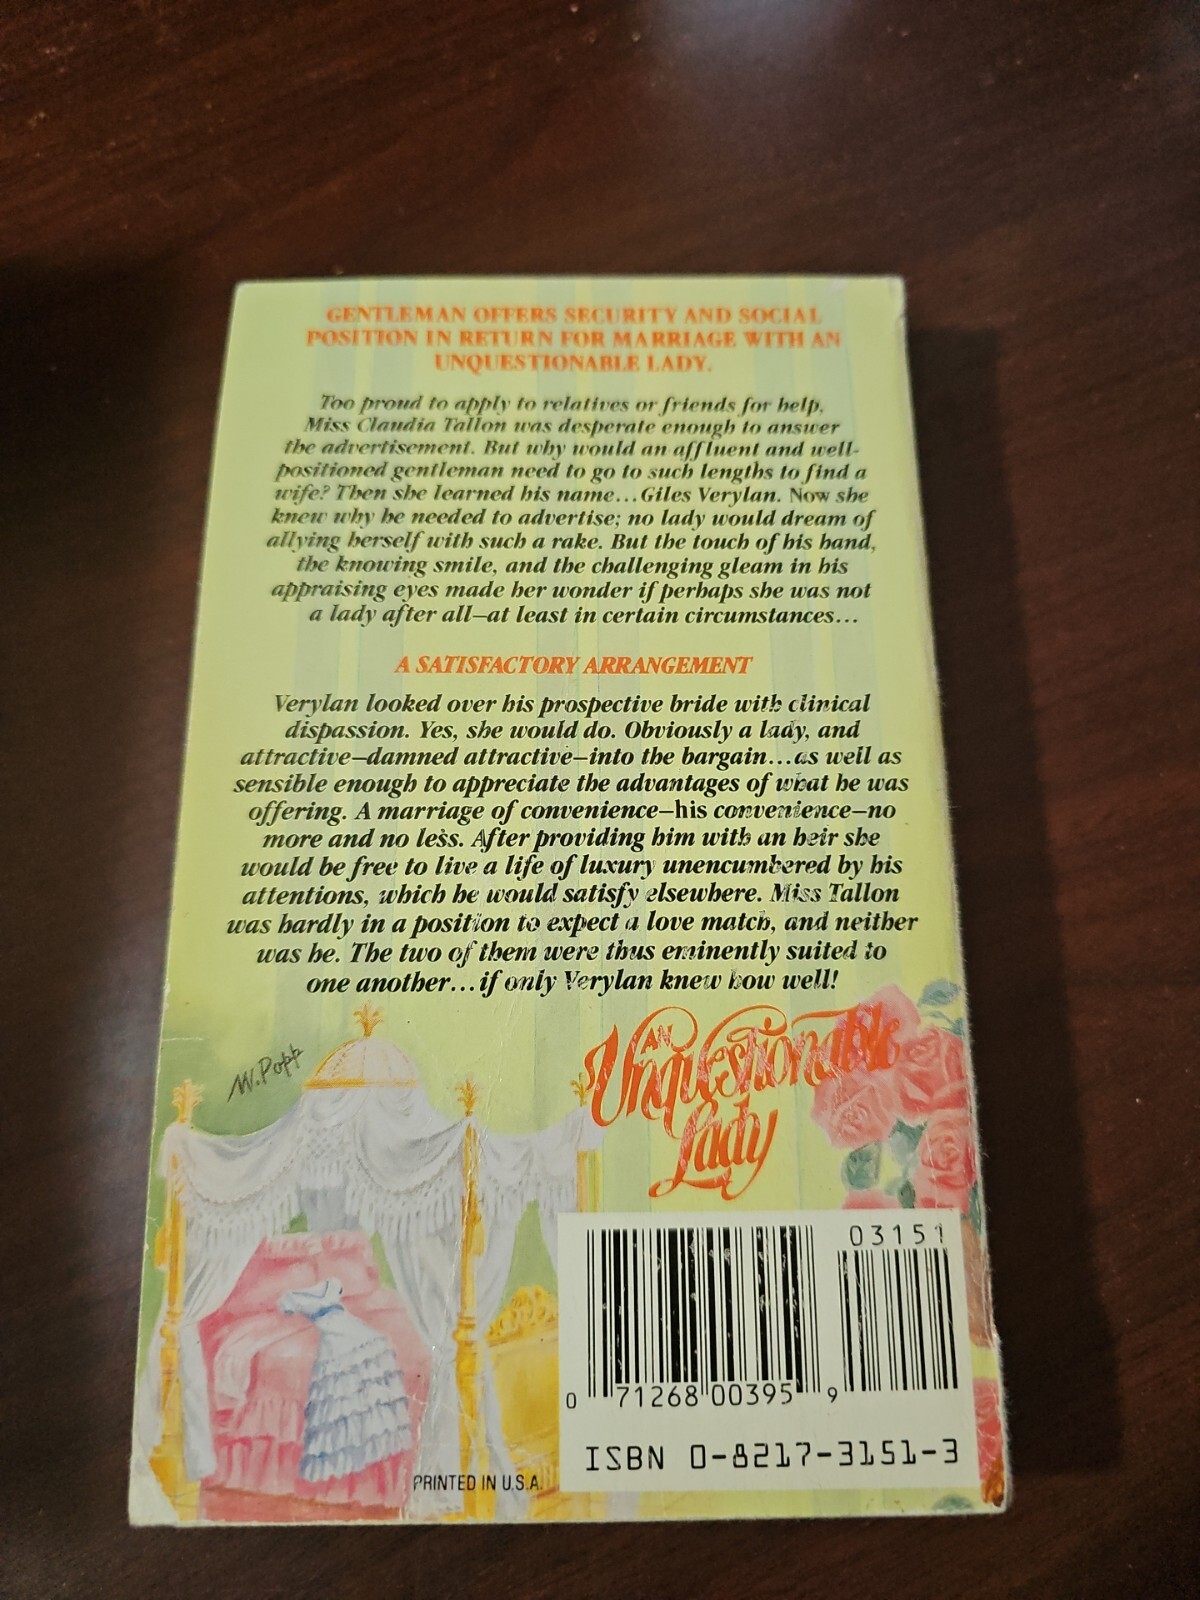 GENTLEMAN OFFERS SECURITY AND SOCIAL
POSITION IN RETURN FOR MARRIAGE WITH AN
UNQUESTIONABLE LADY.
Too proud to apply to relatives or friends for help,
Miss Claudia Tallon was desperate enough to answer
the advertisement. But why would an affluent and well-
positioned gentleman need to go to such lengths to find a
wife? Then she learned his name...Giles Verylan. Now she
knew why he needed to advertise; no lady would dream of
allying herself with such a rake. But the touch of his hand,
the knowing smile, and the challenging gleam in his
appraising eyes made her wonder if perhaps she was not
a lady after all—at least in certain circumstances...
A SATISFACTORY ARRANGEMENT
Verylan looked over his prospective bride with clinical
dispassion. Yes, she would do. Obviously a lady, and
attractive—damned attractive—into the bargain...as well as
sensible enough to appreciate the advantages of what he was
offering. A marriage of convenience—his convenience—no
more and no less. After providing him with an heir she
would be free to live a life of luxury unencumbered by his
attentions, which he would satisfy elsewhere. Miss Tallon
was hardly in a position to expect a love match, and neither
was he. The two of them were thus eminently suited to
one another...if only Verylan knew how well!
W. Popp
AN
Unquestionable
Lady
03151
0 71268 00395 9
ISBN 0-8217-3151-3
PRINTED IN U.S.A.